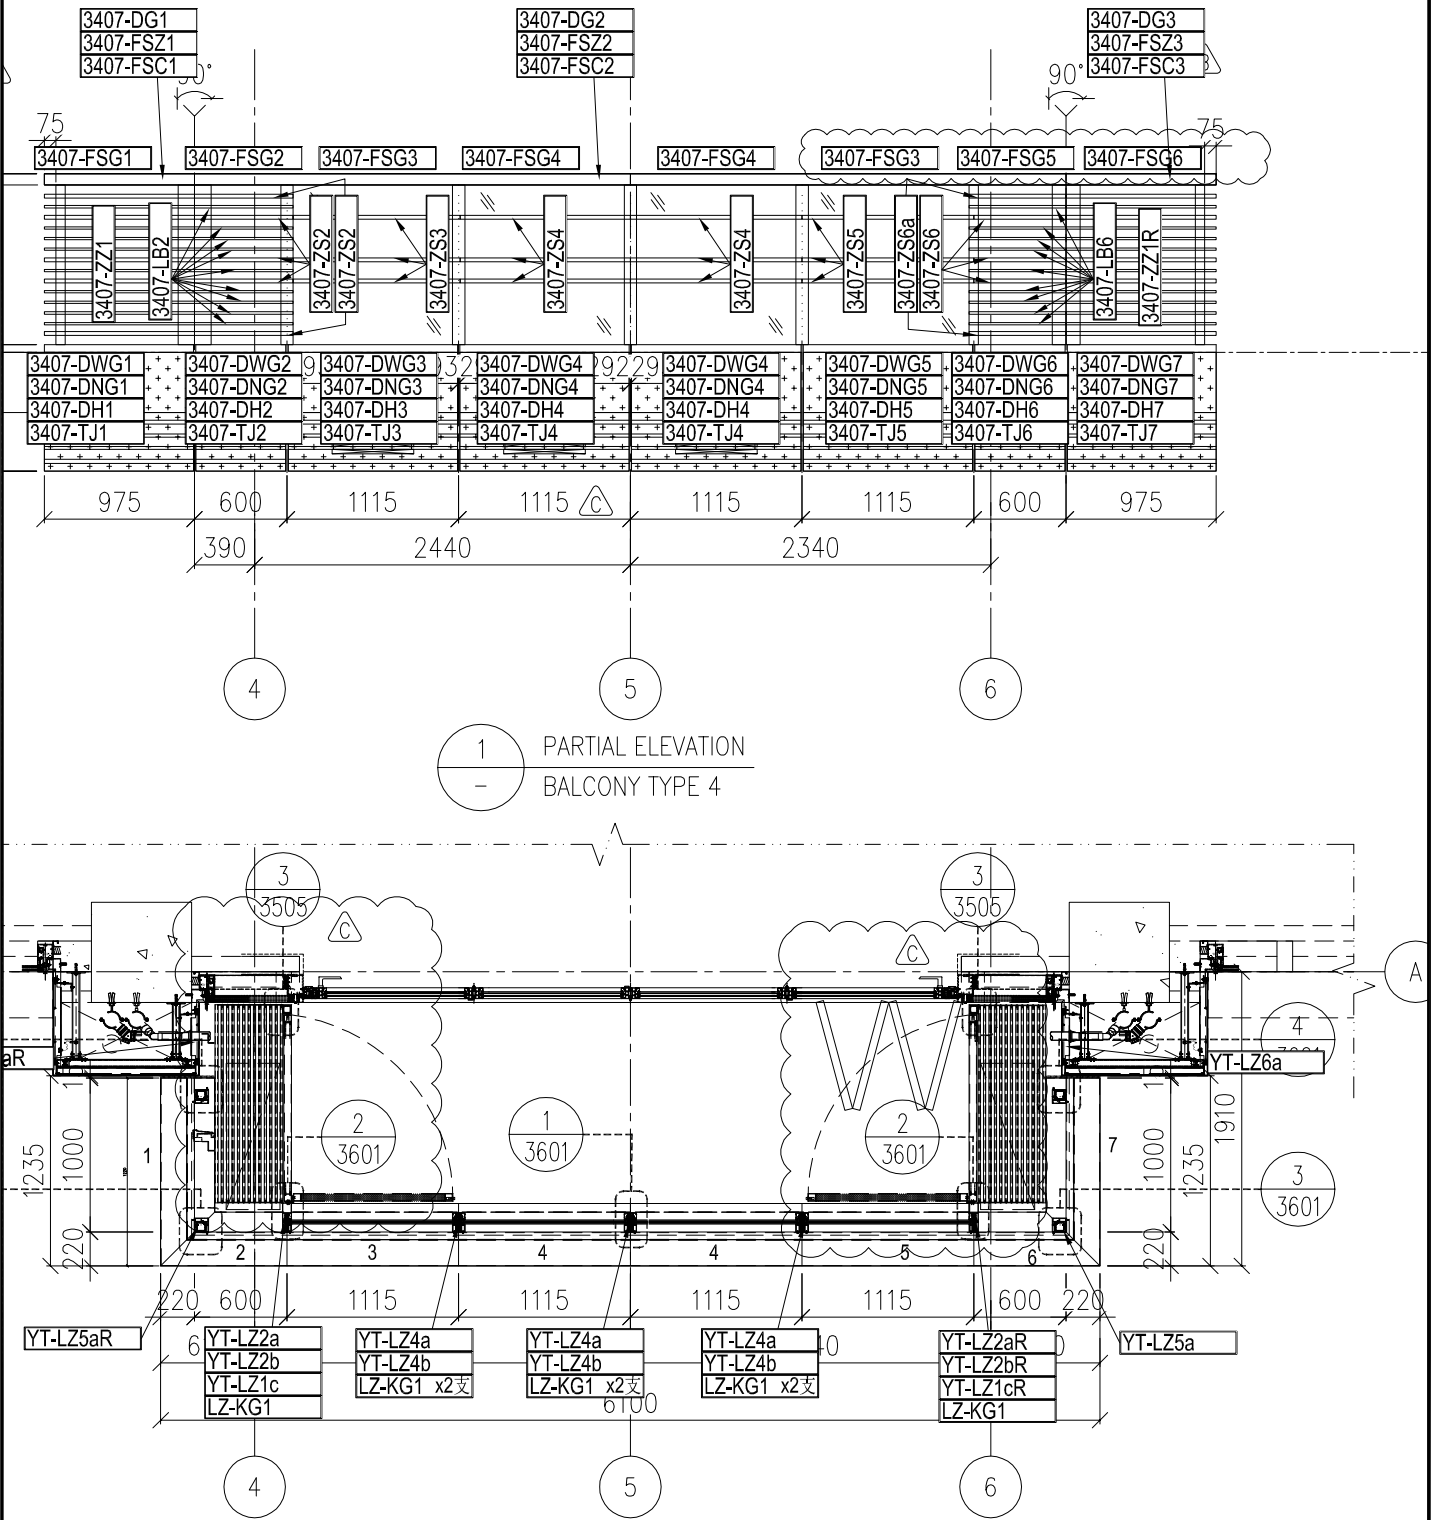 3407-DG1
3407-FSZ1
3407-FSC1
3407-DG2
3407-FSZ2
3407-FSC2
3407-DG3
3407-FSZ3
3407-FSC3
90°
90°
75
75
3407-FSG1
3407-FSG2
3407-FSG3
3407-FSG4
3407-FSG4
3407-FSG3
3407-FSG5
3407-FSG6
3407-ZZ1
3407-LB2
3407-ZS2
3407-ZS2
3407-ZS3
3407-ZS4
3407-ZS4
3407-ZS5
3407-ZS6a
3407-ZS6
3407-LB6
3407-ZZ1R
3407-DWG1
3407-DNG1
3407-DH1
3407-TJ1
3407-DWG2
3407-DNG2
3407-DH2
3407-TJ2
3407-DWG3
3407-DNG3
3407-DH3
3407-TJ3
3407-DWG4
3407-DNG4
3407-DH4
3407-TJ4
3407-DWG4
3407-DNG4
3407-DH4
3407-TJ4
3407-DWG5
3407-DNG5
3407-DH5
3407-TJ5
3407-DWG6
3407-DNG6
3407-DH6
3407-TJ6
3407-DWG7
3407-DNG7
3407-DH7
3407-TJ7
975
600
1115
1115
C
1115
1115
600
975
390
2440
2340
4
5
6
1
PARTIAL ELEVATION
-
BALCONY TYPE 4
3
3505
C
3
3505
C
A
4
aR
YT-LZ6a
2
3601
1
3601
2
3601
3
3601
1235
1000
220
1
7
1000
1235
1910
220
2
3
4
4
5
6
220
600
1115
1115
1115
1115
600
220
YT-LZ5aR
YT-LZ2a
YT-LZ2b
YT-LZ1c
LZ-KG1
YT-LZ4a
YT-LZ4b
LZ-KG1 x2支
YT-LZ4a
YT-LZ4b
LZ-KG1 x2支
YT-LZ4a
YT-LZ4b
LZ-KG1 x2支
YT-LZ2aR
YT-LZ2bR
YT-LZ1cR
LZ-KG1
YT-LZ5a
6100
4
5
6